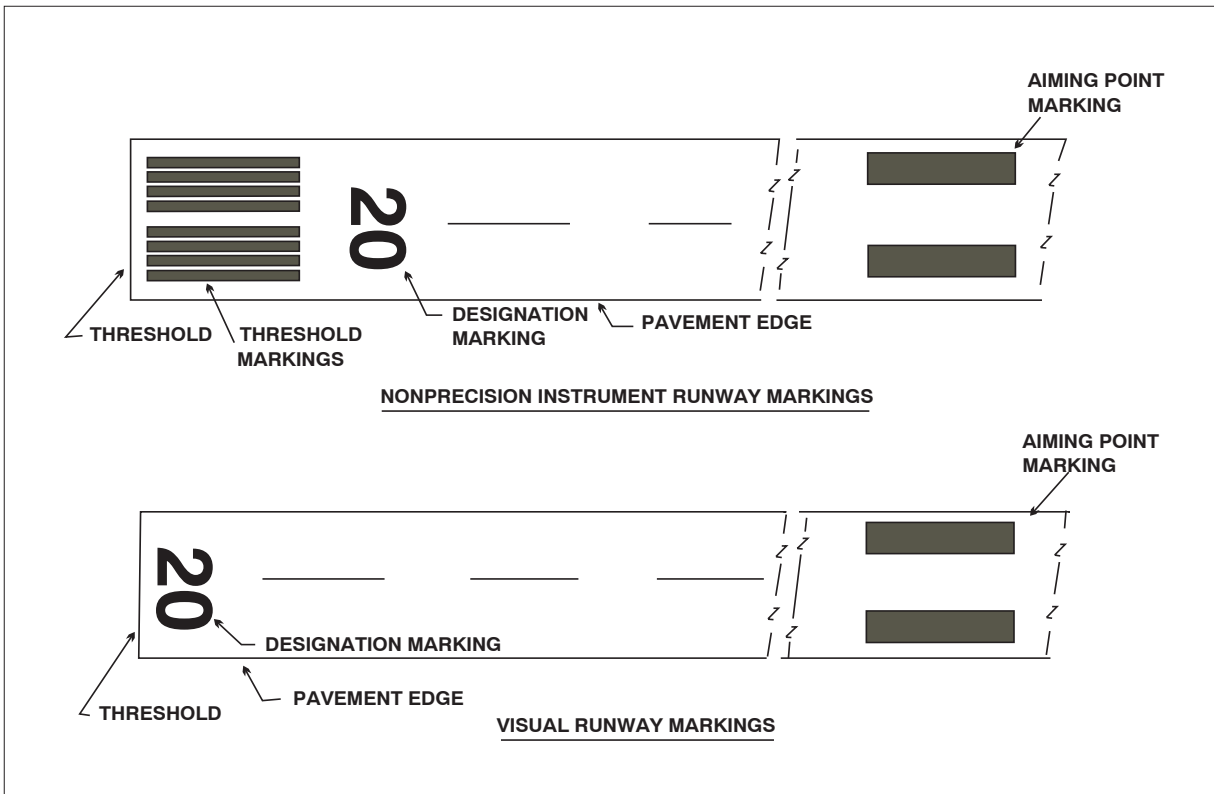 AIMING POINT
MARKING
20
THRESHOLD
THRESHOLD
MARKINGS
DESIGNATION
MARKING
PAVEMENT EDGE
NONPRECISION INSTRUMENT RUNWAY MARKINGS
AIMING POINT
MARKING
20
DESIGNATION MARKING
PAVEMENT EDGE
THRESHOLD
VISUAL RUNWAY MARKINGS